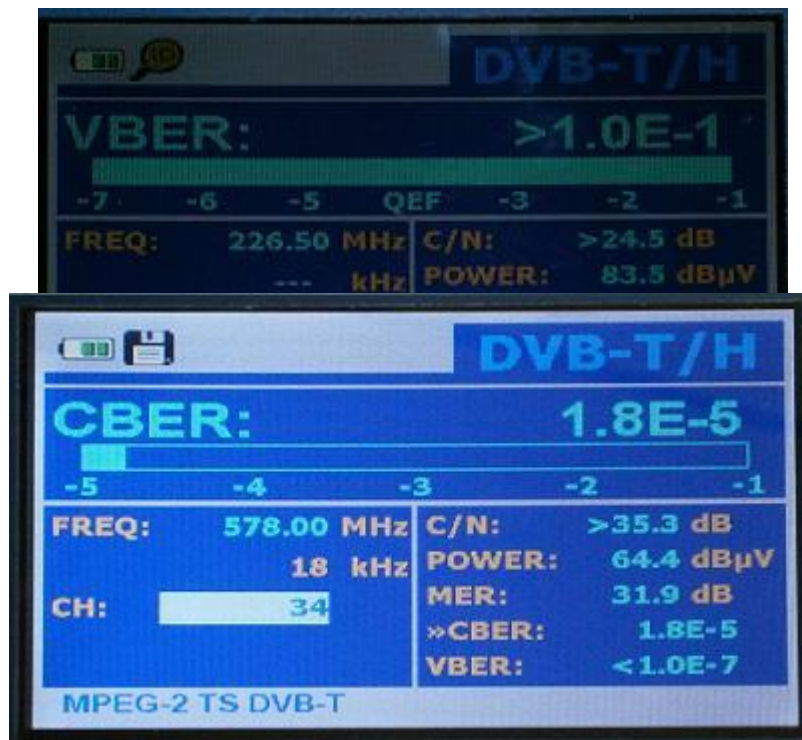 DVB-T/H
VBER: >1.0E-1
-7 -6 -5 QEF -3 -2 -1
FREQ: 226.50 MHz C/N: >24.5 dB
--- kHz POWER: 83.5 dBµV
DVB-T/H
CBER: 1.8E-5
-5 -4 -3 -2 -1
FREQ: 578.00 MHz C/N: >35.3 dB
18 kHz POWER: 64.4 dBµV
CH: 34 MER: 31.9 dB
»CBER: 1.8E-5
VBER: <1.0E-7
MPEG-2 TS DVB-T